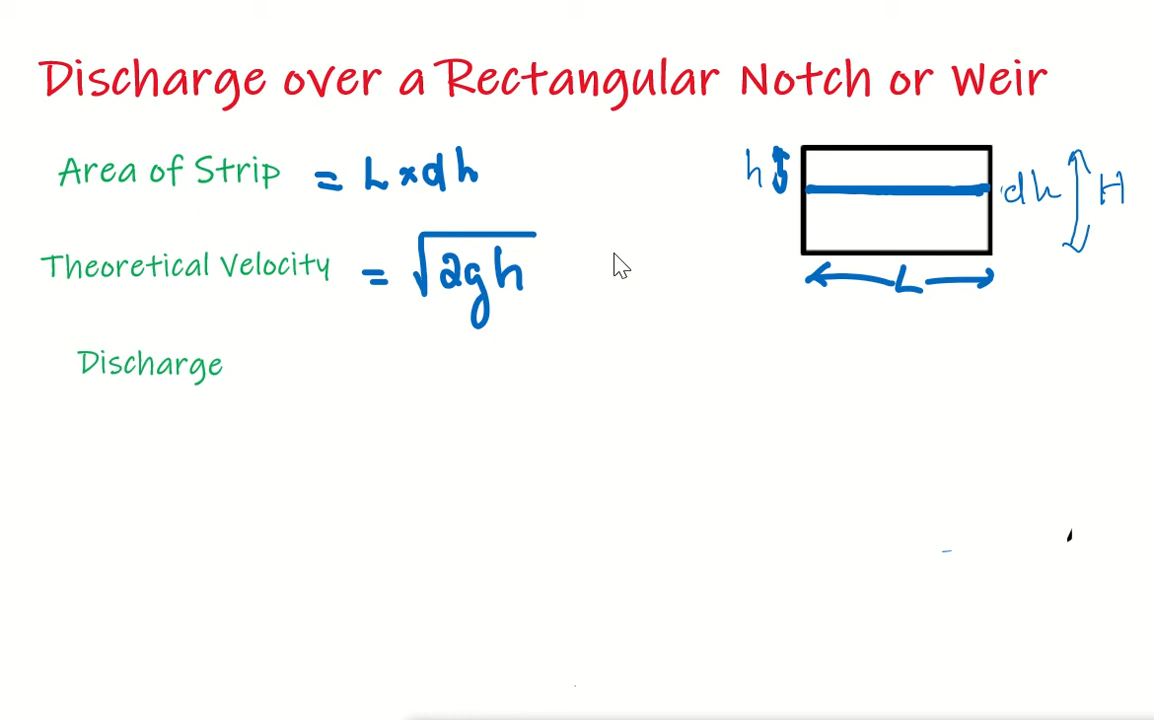 Discharge over a Rectangular Notch or Weir
Area of Strip = L × dh
h
dh
H
Theoretical Velocity = √2gh
L
Discharge